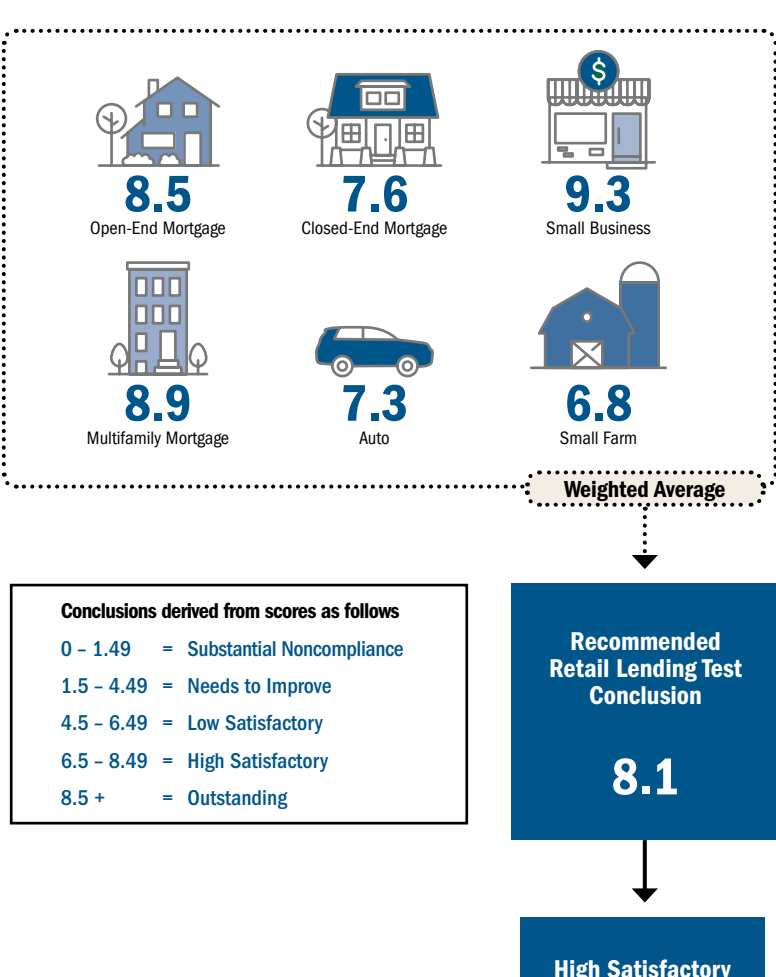 $
8.5
Open-End Mortgage
7.6
Closed-End Mortgage
9.3
Small Business
8.9
Multifamily Mortgage
7.3
Auto
6.8
Small Farm
Weighted Average
Conclusions derived from scores as follows
0 – 1.49 = Substantial Noncompliance
1.5 – 4.49 = Needs to Improve
4.5 – 6.49 = Low Satisfactory
6.5 – 8.49 = High Satisfactory
8.5 + = Outstanding
Recommended
Retail Lending Test
Conclusion
8.1
High Satisfactory